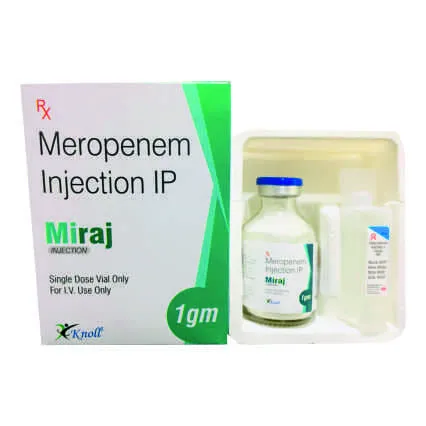 Rx
Meropenem
Injection IP
Miraj
INJECTION
Single Dose Vial Only
For I.V. Use Only
1gm
Knoll
Rx
Meropenem
Injection IP
Miraj
1gm